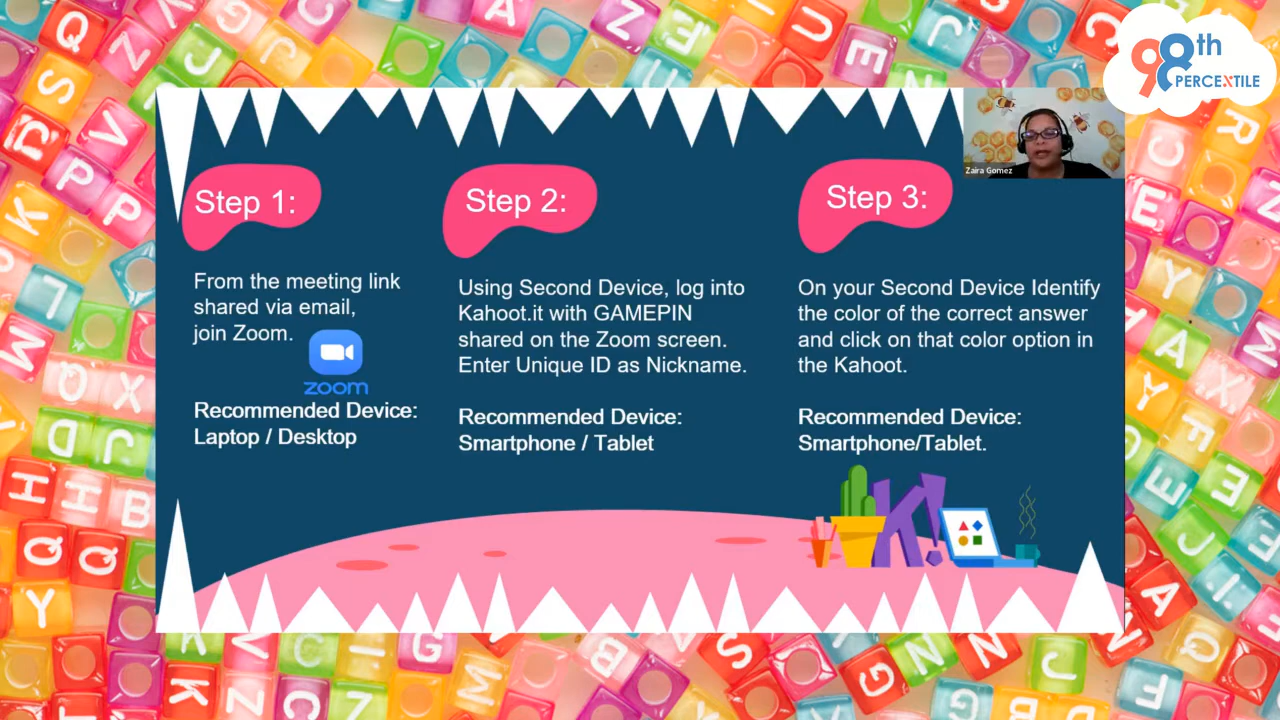 98th
PERCEXTILE
Zaira Gomez
Step 1:
From the meeting link
shared via email,
join Zoom.
zoom
Recommended Device:
Laptop / Desktop
Step 2:
Using Second Device, log into
Kahoot.it with GAMEPIN
shared on the Zoom screen.
Enter Unique ID as Nickname.
Recommended Device:
Smartphone / Tablet
Step 3:
On your Second Device Identify
the color of the correct answer
and click on that color option in
the Kahoot.
Recommended Device:
Smartphone/Tablet.
K!